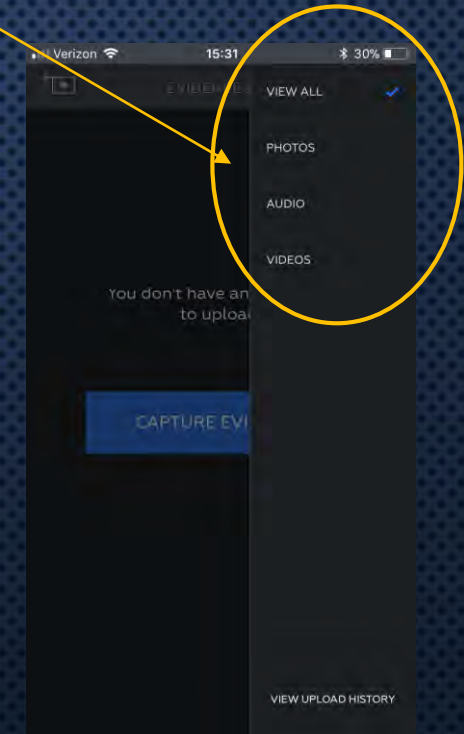 Verizon 15:31 30%
EVIDENCE
VIEW ALL
PHOTOS
AUDIO
VIDEOS
You don't have an
to uploa
CAPTURE EVI
VIEW UPLOAD HISTORY